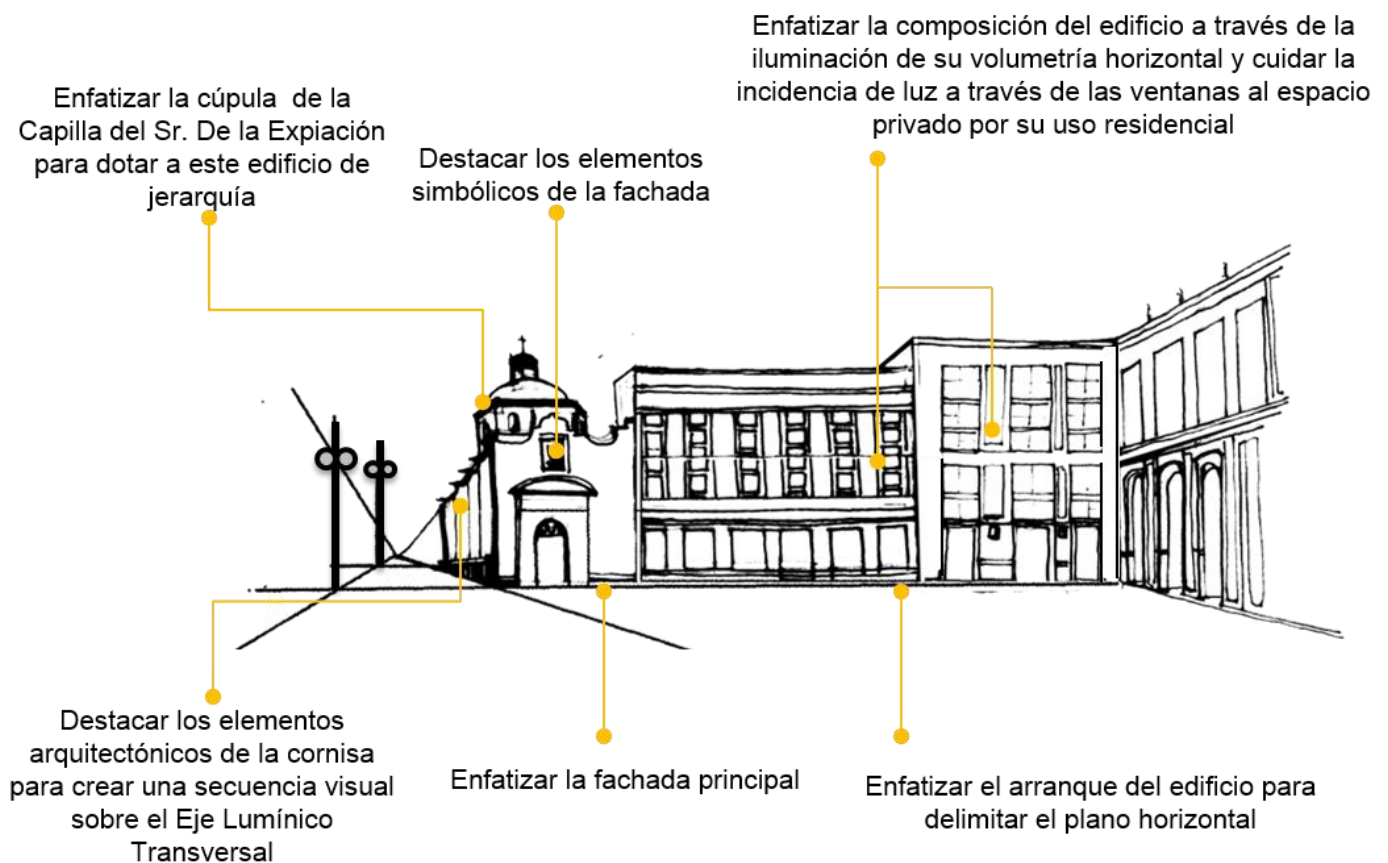 Enfatizar la composición del edificio a través de la
iluminación de su volumetría horizontal y cuidar la
incidencia de luz a través de las ventanas al espacio
privado por su uso residencial
Enfatizar la cúpula de la
Capilla del Sr. De la Expiación
para dotar a este edificio de
jerarquía
Destacar los elementos
simbólicos de la fachada
Destacar los elementos
arquitectónicos de la cornisa
para crear una secuencia visual
sobre el Eje Lumínico
Transversal
Enfatizar la fachada principal
Enfatizar el arranque del edificio para
delimitar el plano horizontal